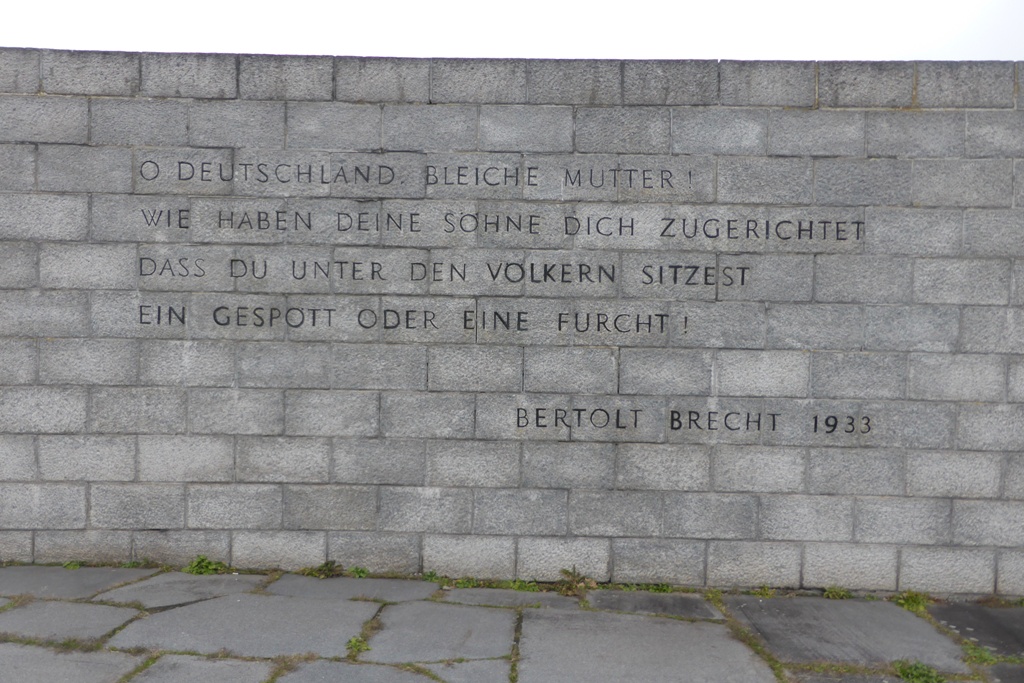 O DEUTSCHLAND, BLEICHE MUTTER!
WIE HABEN DEINE SÖHNE DICH ZUGERICHTET
DASS DU UNTER DEN VÖLKERN SITZEST
EIN GESPÖTT ODER EINE FURCHT!
BERTOLT BRECHT 1933